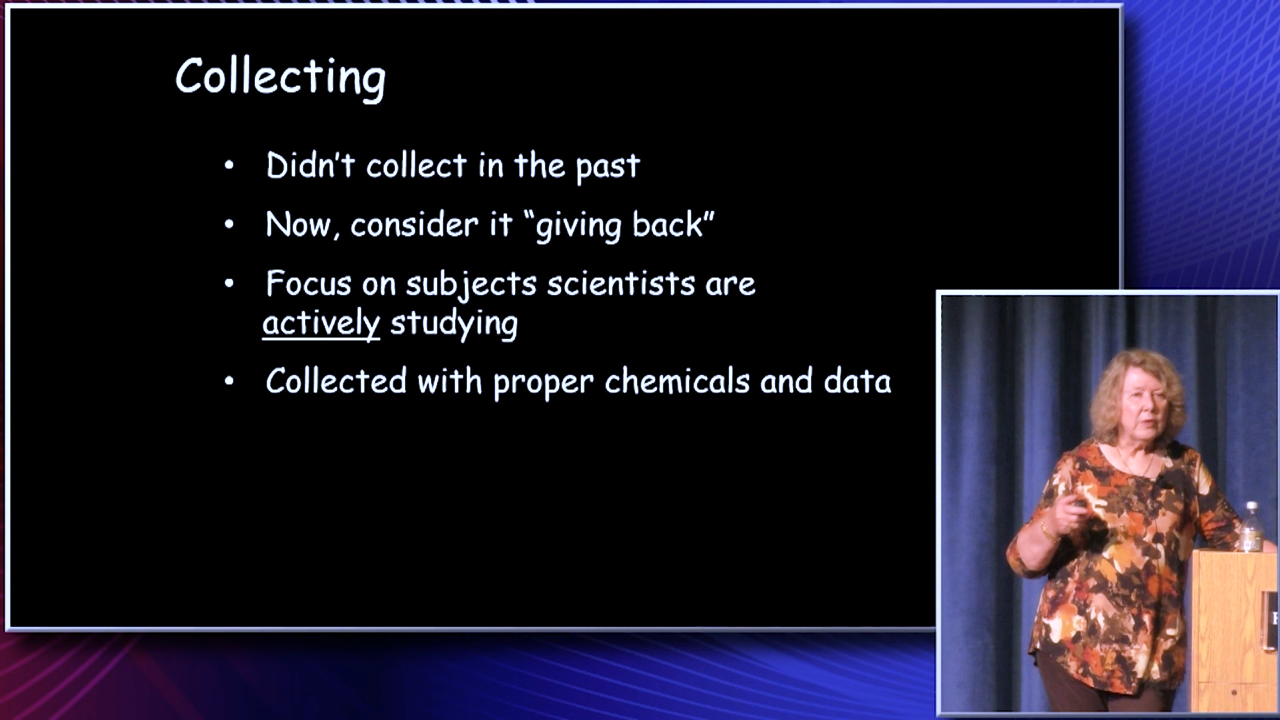 Collecting
• Didn't collect in the past
• Now, consider it “giving back”
• Focus on subjects scientists are
actively studying
• Collected with proper chemicals and data